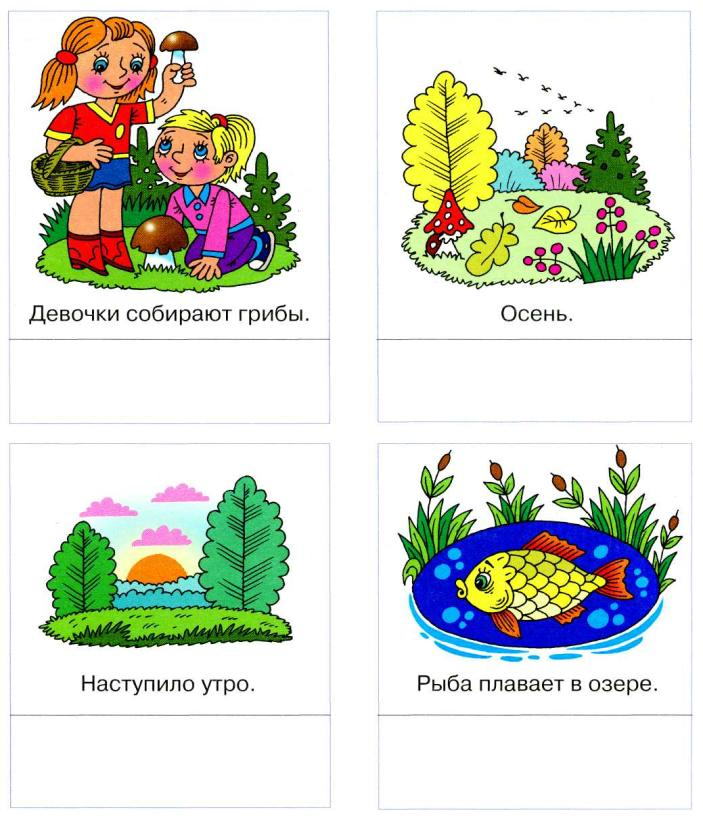 Девочки собирают грибы.
Осень.
Наступило утро.
Рыба плавает в озере.